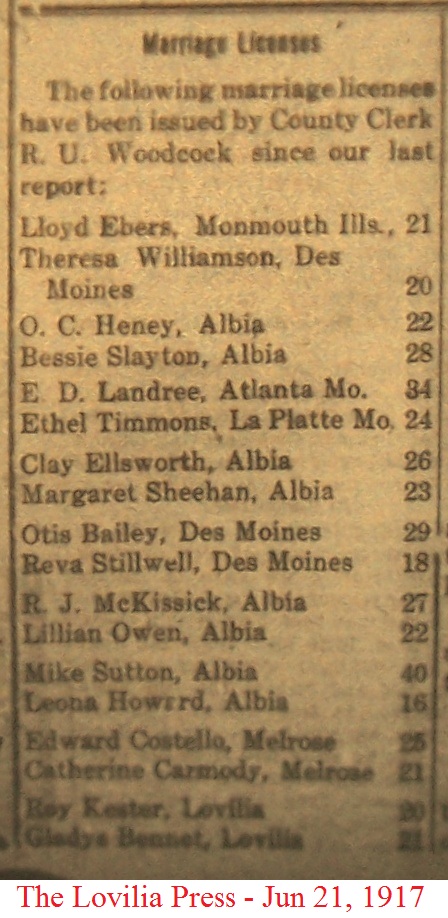 Marriage Licenses
The following marriage licenses
have been issued by County Clerk
R. U. Woodcock since our last
report:
Lloyd Ebers, Monmouth Ills., 21
Theresa Williamson, Des
Moines 20
O. C. Heney, Albia 22
Bessie Slayton, Albia 28
E. D. Landree, Atlanta Mo. 34
Ethel Timmons, La Platte Mo. 24
Clay Ellsworth, Albia 26
Margaret Sheehan, Albia 23
Otis Bailey, Des Moines 29
Reva Stillwell, Des Moines 18
R. J. McKissick, Albia 27
Lillian Owen, Albia 22
Mike Sutton, Albia 40
Leona Howard, Albia 16
Edward Costello, Melrose 25
Catherine Carmody, Melrose 21
Roy Kester, Lovilia 20
Gladys Bennet, Lovilia 21
The Lovilia Press - Jun 21, 1917